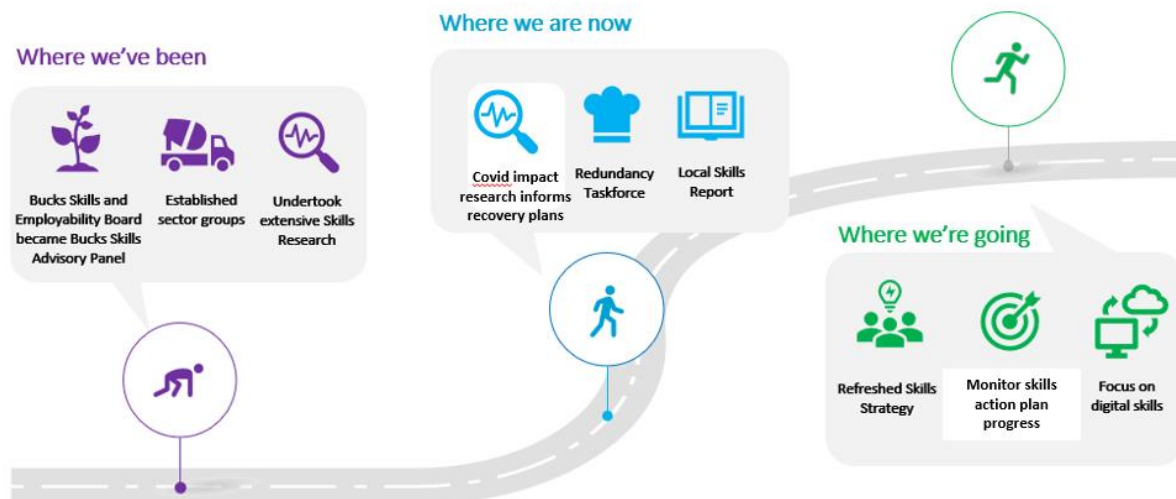 Where we've been
Bucks Skills and
Employability Board
became Bucks Skills
Advisory Panel
Established
sector groups
Undertook
extensive Skills
Research
Where we are now
Covid impact
research informs
recovery plans
Redundancy
Taskforce
Local Skills
Report
Where we're going
Refreshed Skills
Strategy
Monitor skills
action plan
progress
Focus on
digital skills